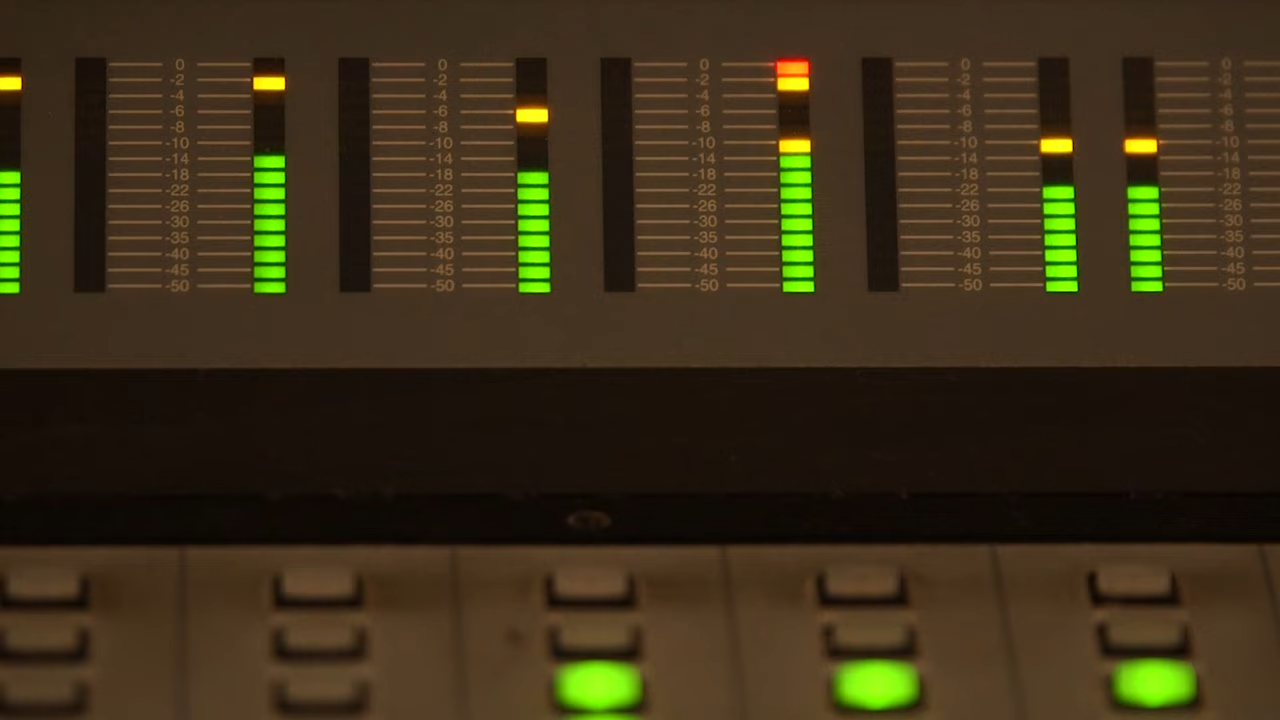 0 0 0 0 0
-2 -2 -2 -2 -2
-4 -4 -4 -4 -4
-6 -6 -6 -6 -6
-8 -8 -8 -8 -8
-10 -10 -10 -10 -10
-14 -14 -14 -14 -14
-18 -18 -18 -18 -18
-22 -22 -22 -22 -22
-26 -26 -26 -26 -26
-30 -30 -30 -30 -30
-35 -35 -35 -35 -35
-40 -40 -40 -40 -40
-45 -45 -45 -45 -45
-50 -50 -50 -50 -50